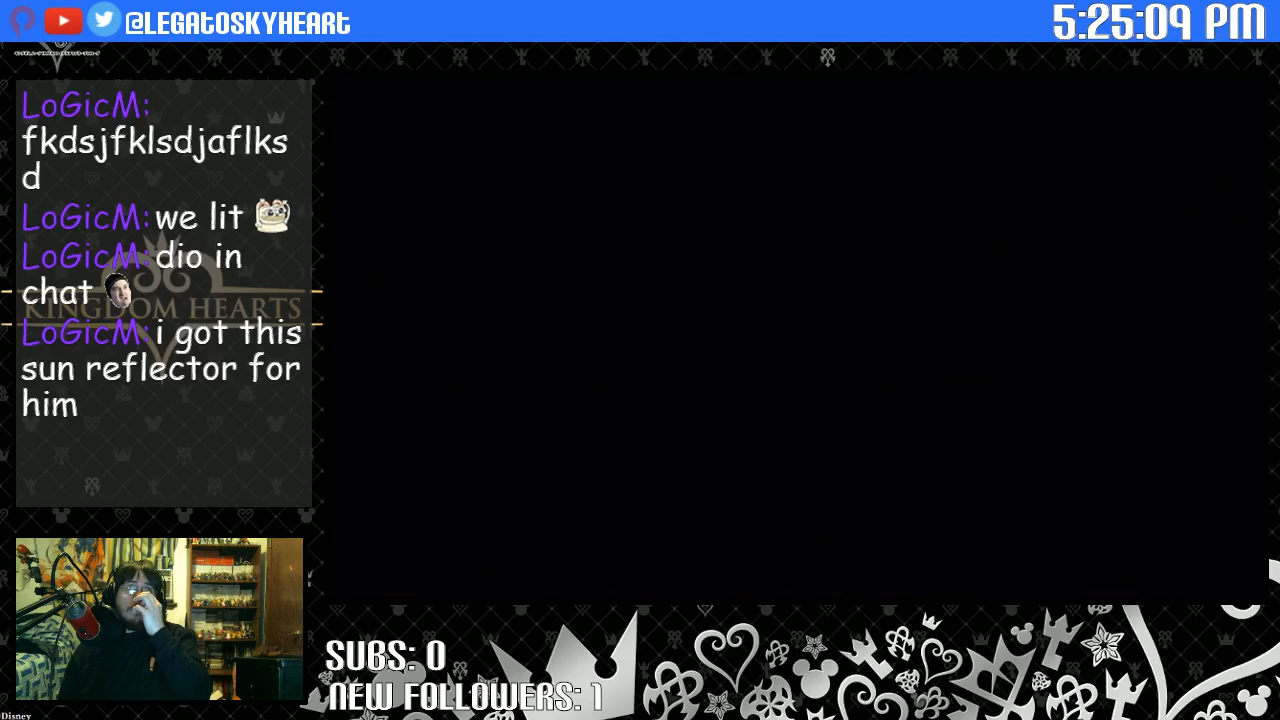 @LEGATOSKYHEART
5:25:09 PM
LoGicM:
fkdsjfklsdjaflks
d
LoGicM: we lit
LoGicM: dio in
chat
KINGDOM HEARTS
LoGicM: i got this
sun reflector for
him
SUBS: 0
NEW FOLLOWERS: 1
Disney